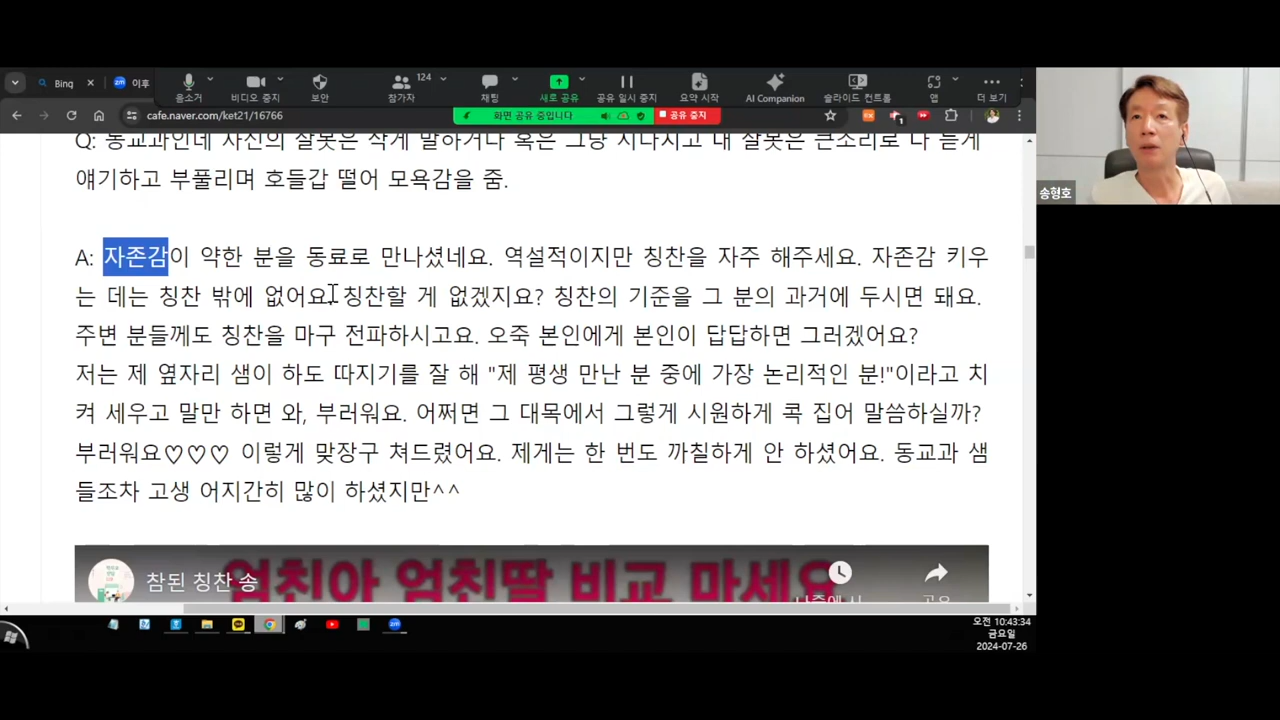 Bing
이후
124
음소거
비디오 중지
보안
참가자
채팅
새로 공유
공유 일시 중지
요약 시작
AI Companion
슬라이드 컨트롤
앱
더 보기
cafe.naver.com/ket21/16766
화면 공유 중입니다
공유 중지
송형호
Q: 동교과인데 자신의 잘못은 작게 말하거나 혹은 그냥 지나치고 내 잘못은 큰소리로 다 듣게
얘기하고 부풀리며 호들갑 떨어 모욕감을 줌.
A: 자존감이 약한 분을 동료로 만나셨네요. 역설적이지만 칭찬을 자주 해주세요. 자존감 키우
는 데는 칭찬 밖에 없어요. 칭찬할 게 없겠지요? 칭찬의 기준을 그 분의 과거에 두시면 돼요.
주변 분들께도 칭찬을 마구 전파하시고요. 오죽 본인에게 본인이 답답하면 그러겠어요?
저는 제 옆자리 샘이 하도 따지기를 잘 해 "제 평생 만난 분 중에 가장 논리적인 분!"이라고 치
켜 세우고 말만 하면 와, 부러워요. 어쩌면 그 대목에서 그렇게 시원하게 콕 집어 말씀하실까?
부러워요♡♡♡ 이렇게 맞장구 쳐드렸어요. 제게는 한 번도 까칠하게 안 하셨어요. 동교과 샘
들조차 고생 어지간히 많이 하셨지만^^
참된 칭찬 송
엄친아 엄친딸 비교 마세요
오전 10:43:34
금요일
2024-07-26